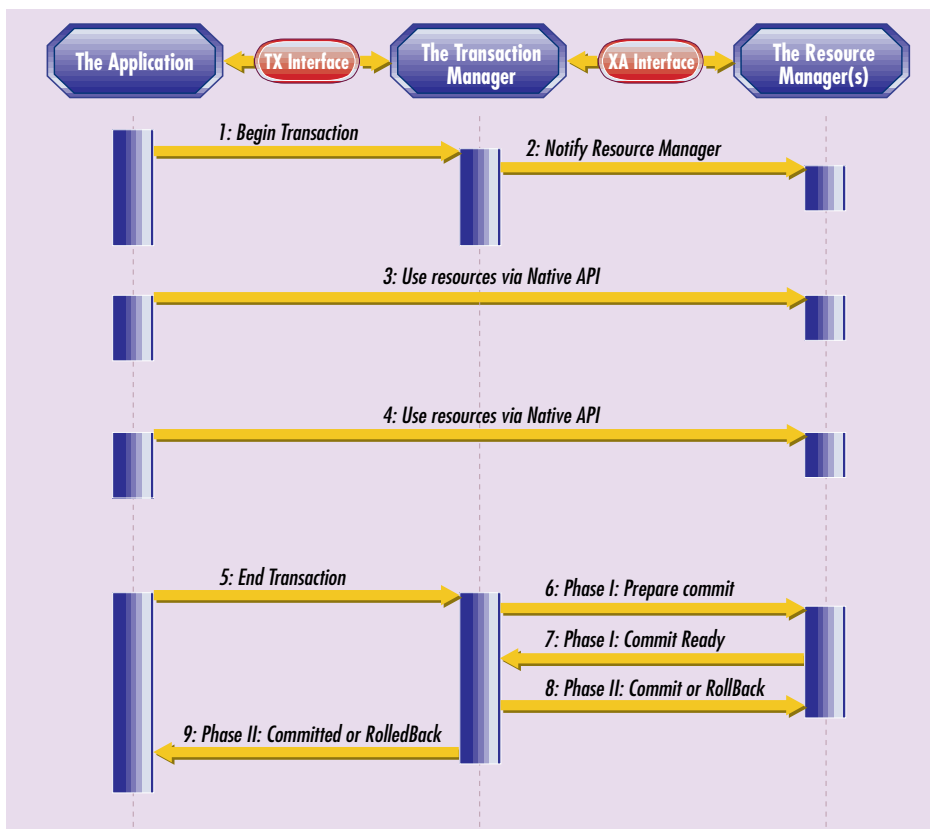 The Application
TX Interface
The Transaction
Manager
XA Interface
The Resource
Manager(s)
1: Begin Transaction
2: Notify Resource Manager
3: Use resources via Native API
4: Use resources via Native API
5: End Transaction
6: Phase I: Prepare commit
7: Phase I: Commit Ready
8: Phase II: Commit or RollBack
9: Phase II: Committed or RolledBack